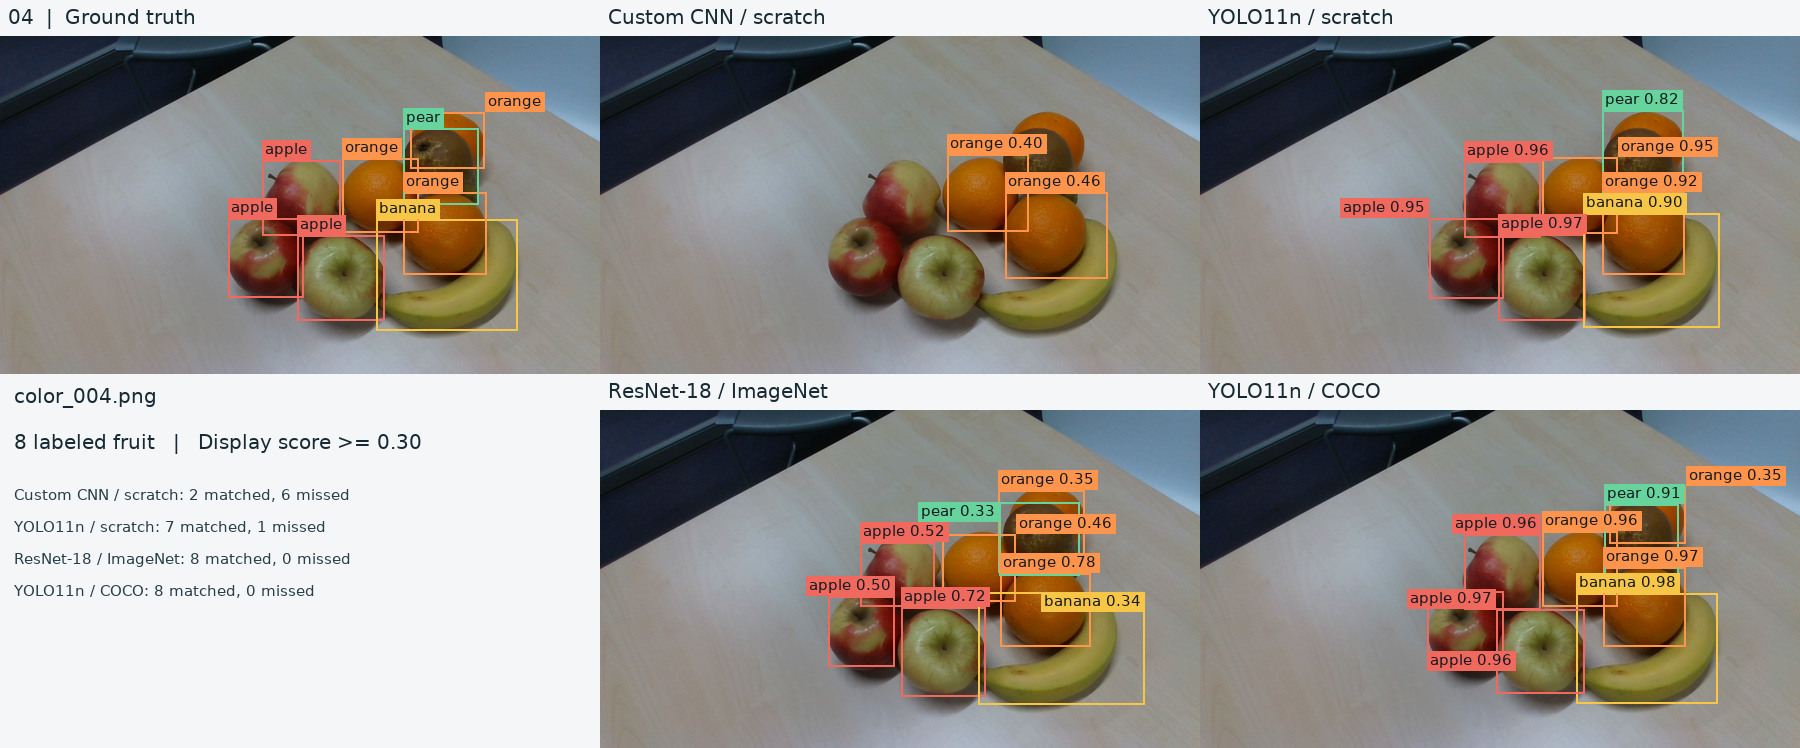 04 | Ground truth
orange
pear
apple
orange
orange
apple
banana
apple
Custom CNN / scratch
orange 0.40
orange 0.46
YOLO11n / scratch
pear 0.82
apple 0.96
orange 0.95
orange 0.92
apple 0.95
banana 0.90
apple 0.97
color_004.png
8 labeled fruit | Display score >= 0.30
Custom CNN / scratch: 2 matched, 6 missed
YOLO11n / scratch: 7 matched, 1 missed
ResNet-18 / ImageNet: 8 matched, 0 missed
YOLO11n / COCO: 8 matched, 0 missed
ResNet-18 / ImageNet
orange 0.35
pear 0.33
orange 0.46
apple 0.52
orange 0.78
apple 0.50
apple 0.72
banana 0.34
YOLO11n / COCO
orange 0.35
pear 0.91
apple 0.96
orange 0.96
orange 0.97
banana 0.98
apple 0.97
apple 0.96